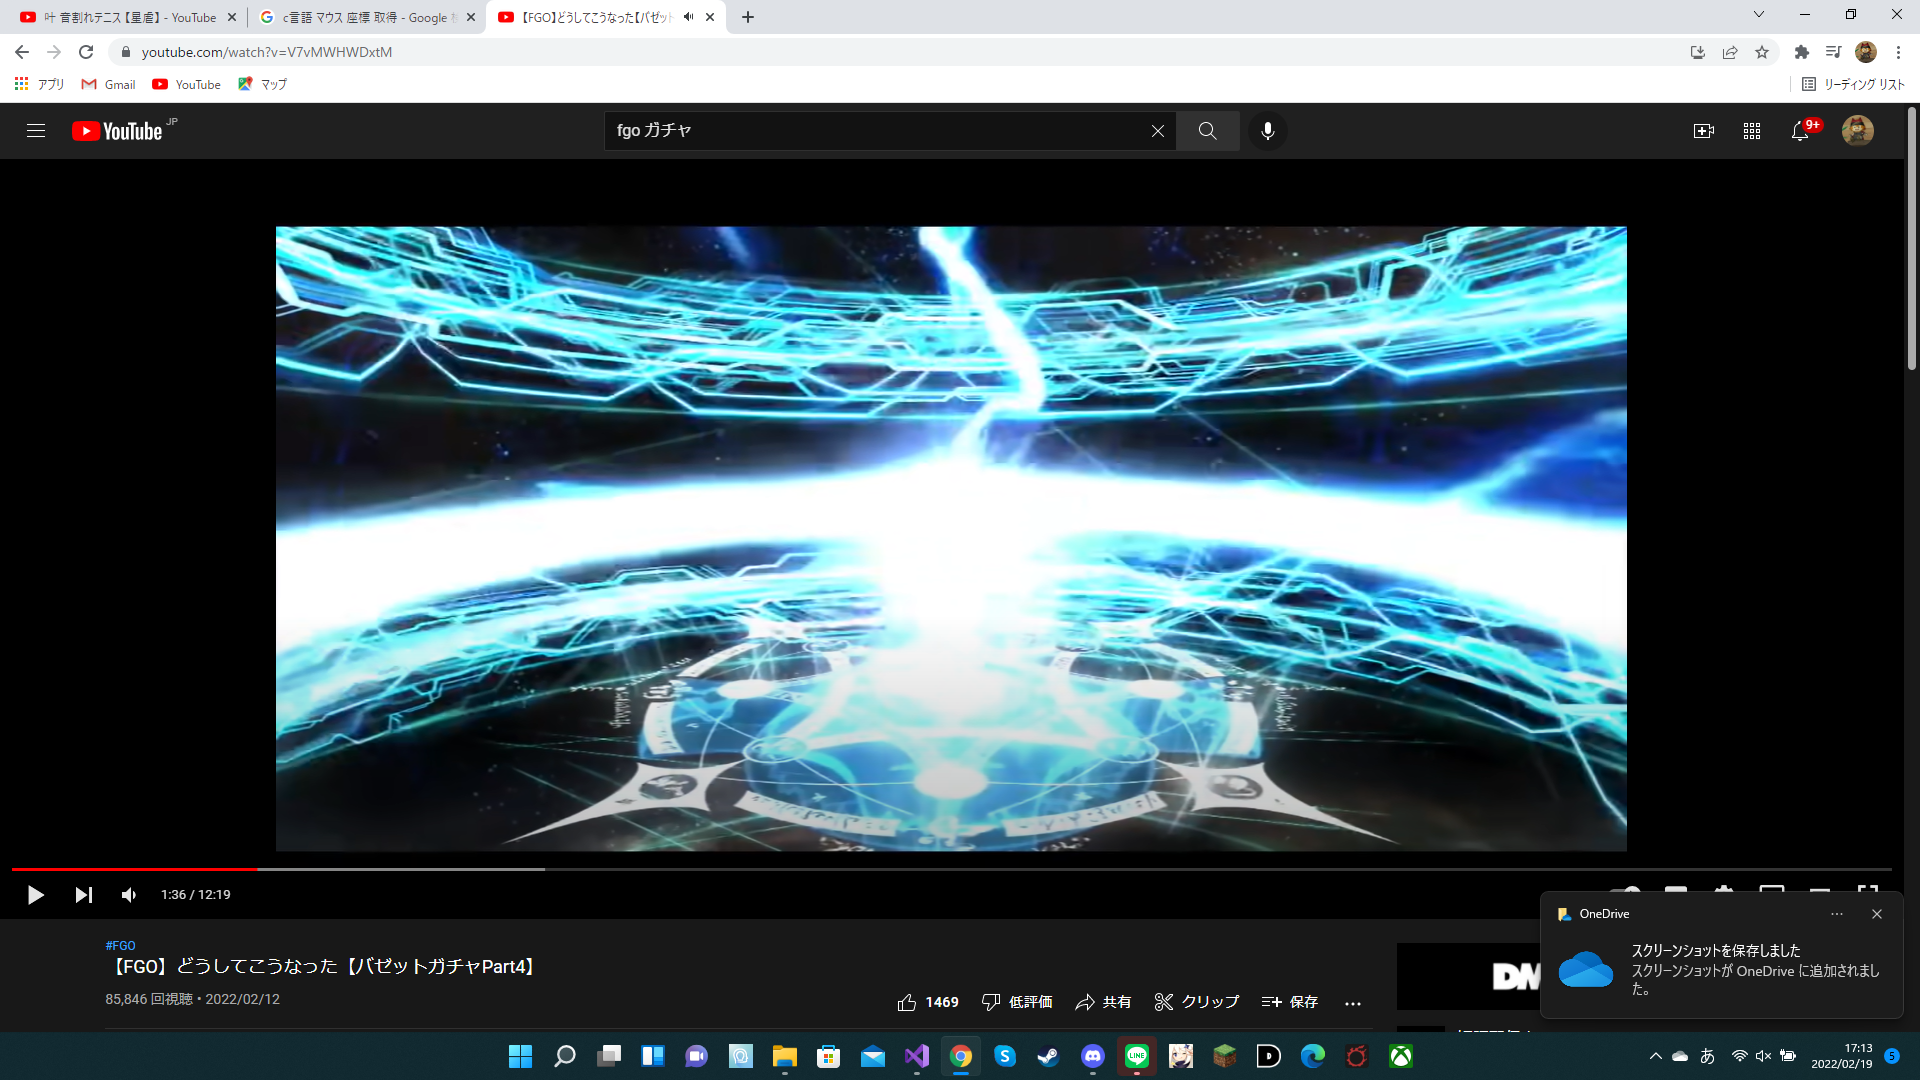 叶 音割れテニス【星虐】 - YouTube
c言語 マウス 座標 取得 - Google
【FGO】どうしてこうなった【バゼット
youtube.com/watch?v=V7vMWHWDxtM
アプリ
Gmail
YouTube
マップ
リーディング リスト
YouTube JP
fgo ガチャ
9+
1:36 / 12:19
#FGO
【FGO】どうしてこうなった【バゼットガチャPart4】
85,846 回視聴・2022/02/12
1469
低評価
共有
クリップ
保存
DM
OneDrive
スクリーンショットを保存しました
スクリーンショットが OneDrive に追加されまし
た。
LINE
あ
17:13
2022/02/19
5